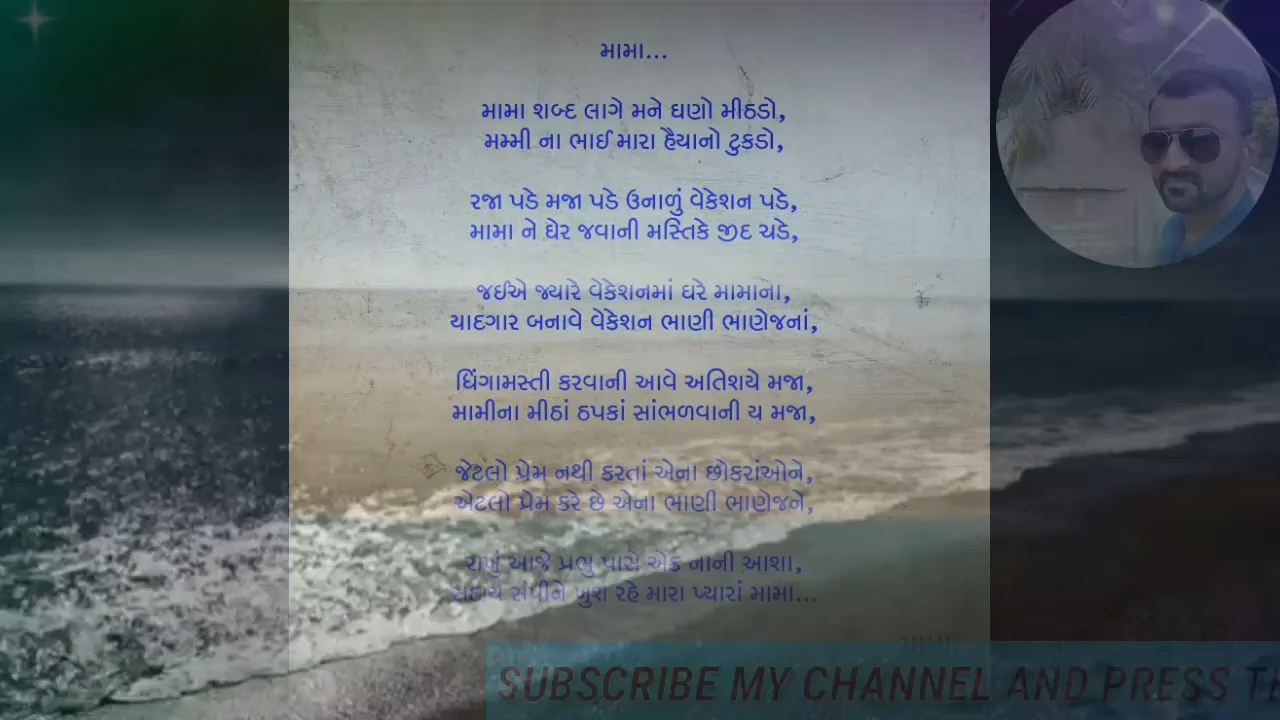 મામા...
મામા શબ્દ લાગે મને ઘણો મીઠડો,
મમ્મી ના ભાઈ મારા હૈયાનો ટુકડો,
રજા પડે મજા પડે ઉનાળું વેકેશન પડે,
મામા ને ઘેર જવાની મસ્તિકે જીદ ચડે,
જઈએ જ્યારે વેકેશનમાં ઘરે મામાના,
યાદગાર બનાવે વેકેશન ભાણી ભાણેજનાં,
ધિંગામસ્તી કરવાની આવે અતિશયે મજા,
મામીના મીઠાં ઠપકાં સાંભળવાની ય મજા,
જેટલો પ્રેમ નથી કરતાં એના છોકરાંઓને,
એટલો પ્રેમ કરે છે એના ભાણી ભાણેજને,
રાખું આજે પ્રભુ પાસે એક નાની આશા,
સદાય સંપીને ખુશ રહે મારા પ્યારાં મામા...
SUBSCRIBE MY CHANNEL AND PRESS